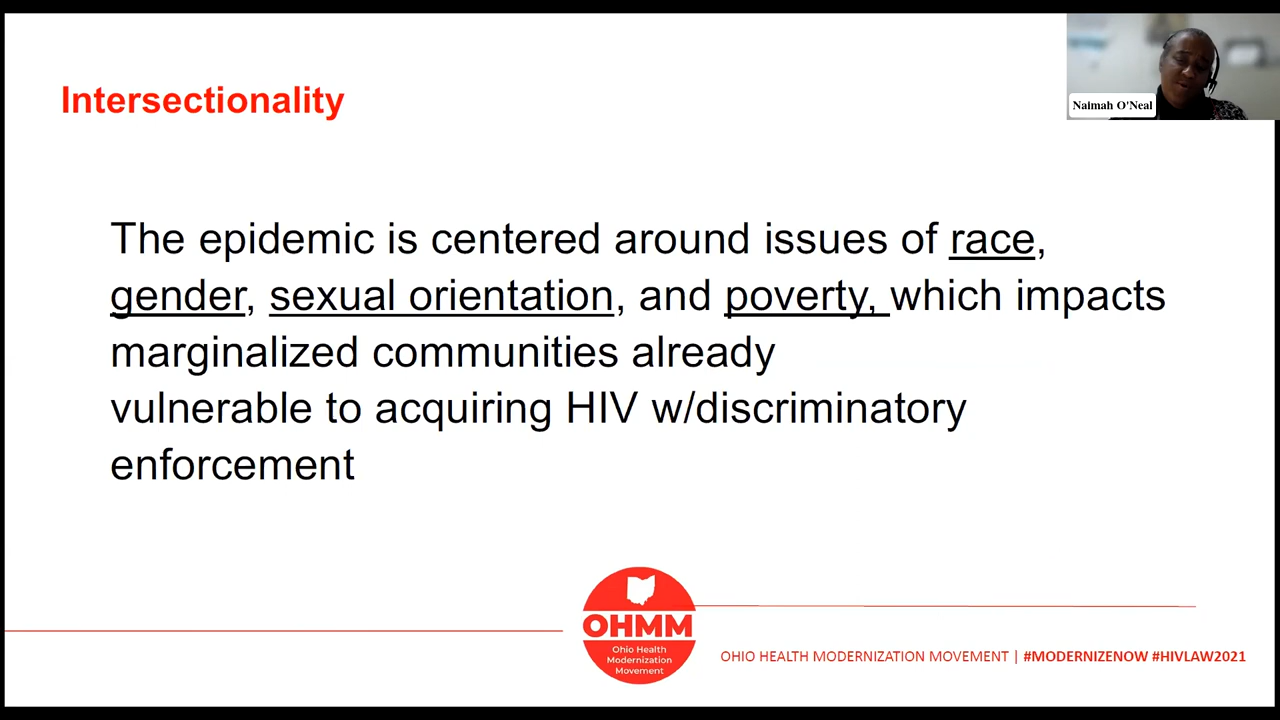 Intersectionality
Naimah O'Neal
The epidemic is centered around issues of race,
gender, sexual orientation, and poverty, which impacts
marginalized communities already
vulnerable to acquiring HIV w/discriminatory
enforcement
OHMM
Ohio Health
Modernization
Movement
OHIO HEALTH MODERNIZATION MOVEMENT | #MODERNIZENOW #HIVLAW2021